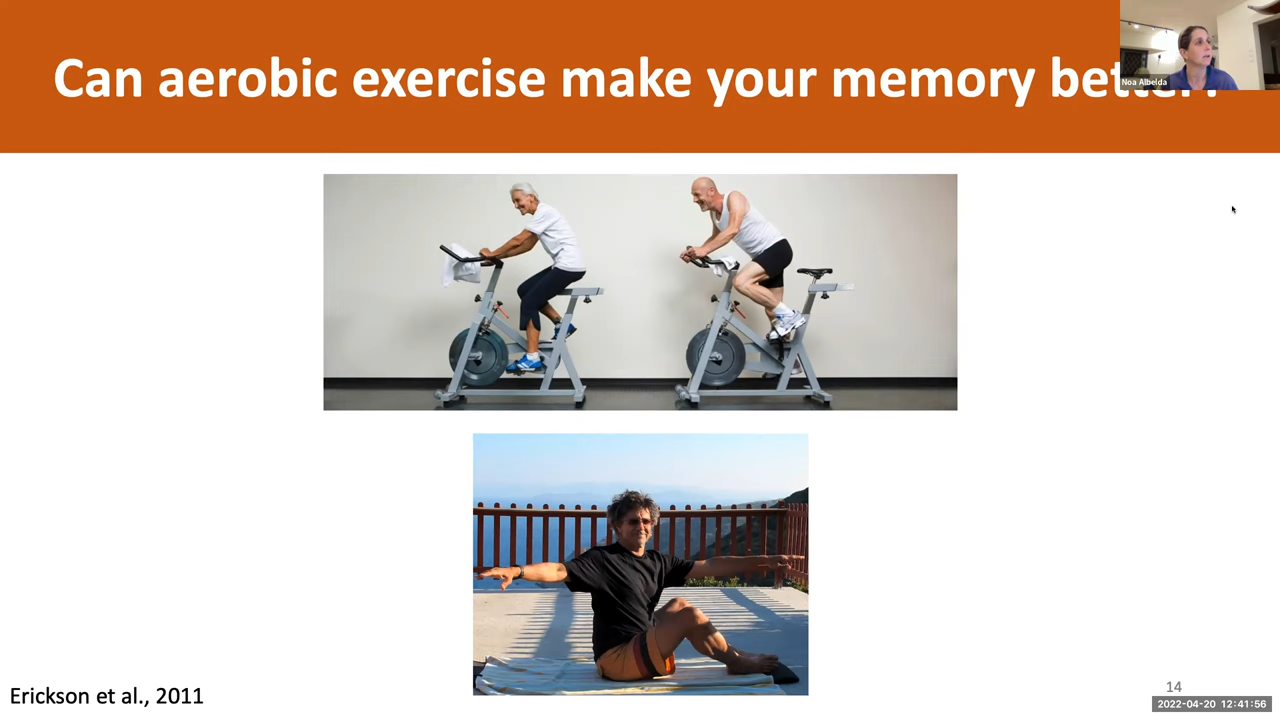 Can aerobic exercise make your memory better?
Noa Albelda
Erickson et al., 2011
14
2022-04-20 12:41:56